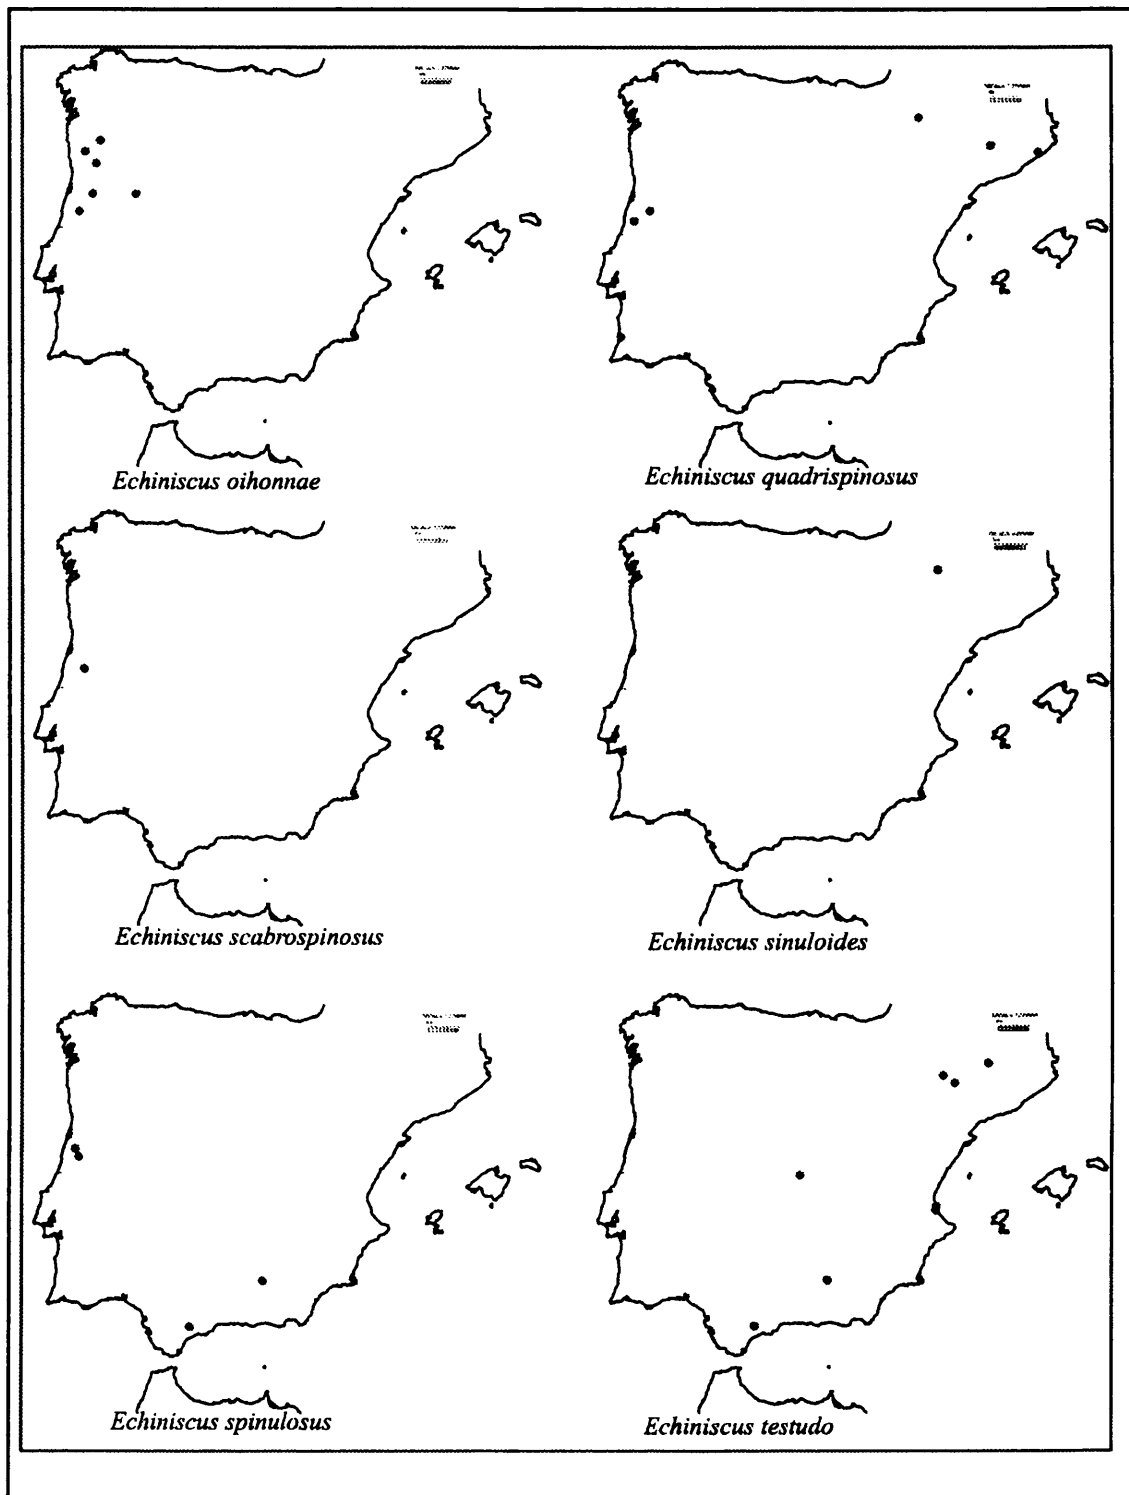 Echiniscus oihonnae
Echiniscus quadrispinosus
Echiniscus scabrospinosus
Echiniscus sinuloides
Echiniscus spinulosus
Echiniscus testudo